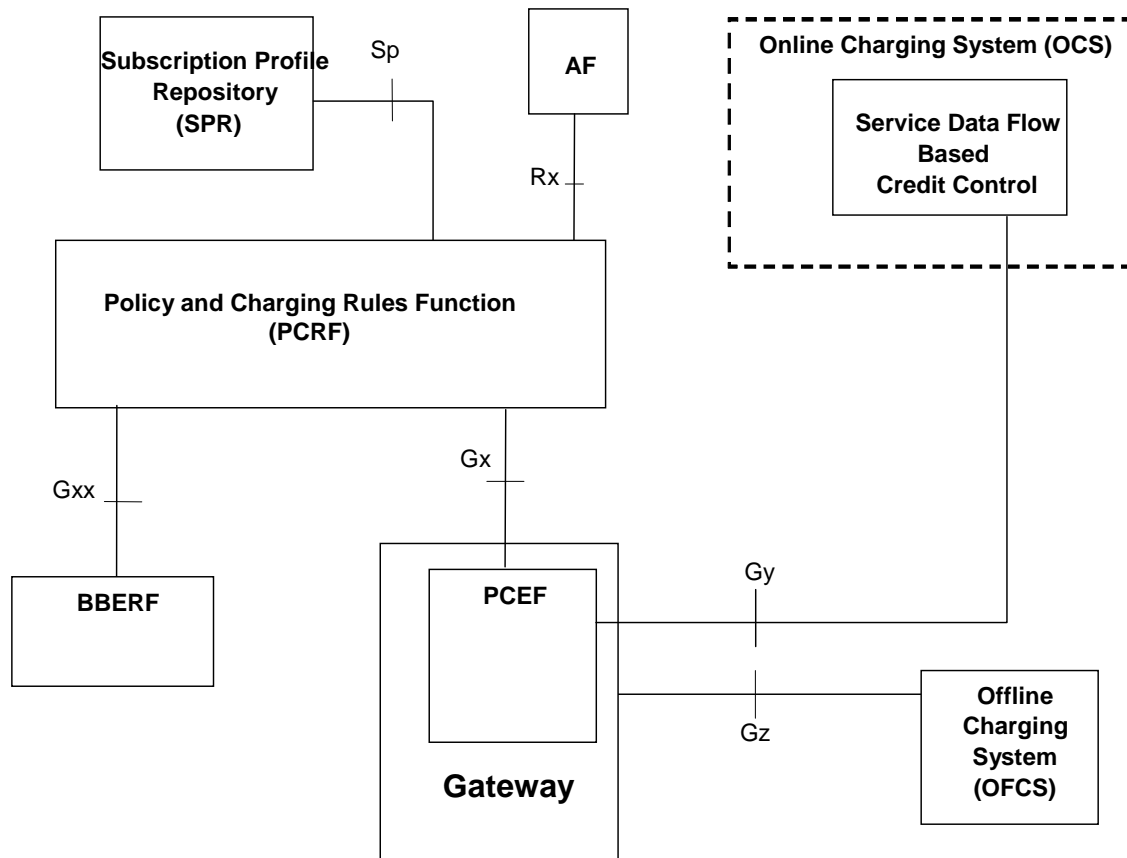 Subscription Profile
Repository
(SPR)
Sp
AF
Online Charging System (OCS)
Service Data Flow
Based
Credit Control
Rx
Policy and Charging Rules Function
(PCRF)
Gxx
Gx
BBERF
PCEF
Gy
Gz
Offline
Charging
System
(OFCS)
Gateway